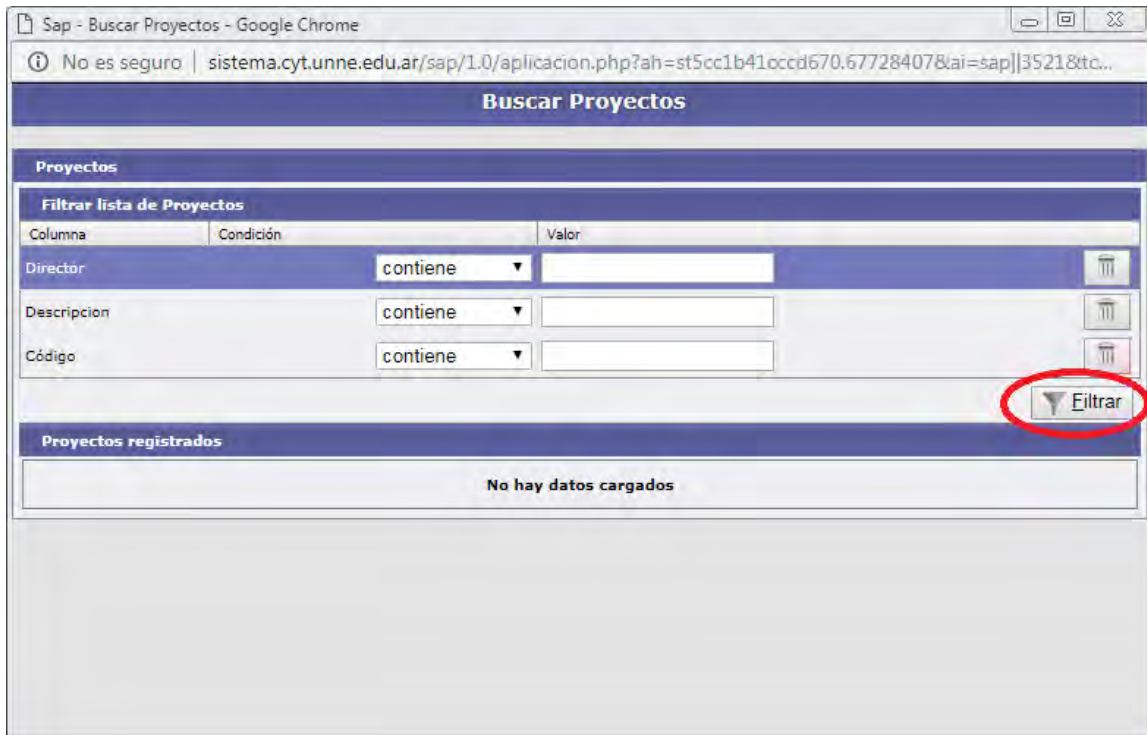 Sap - Buscar Proyectos - Google Chrome
No es seguro | sistema.cyt.unne.edu.ar/sap/1.0/aplicacion.php?ah=st5cc1b41occd670.67728407&ai=sap||35218&tc...
Buscar Proyectos
Proyectos
Filtrar lista de Proyectos
Columna Condición Valor
Director contiene
Descripcion contiene
Código contiene
Filtrar
Proyectos registrados
No hay datos cargados